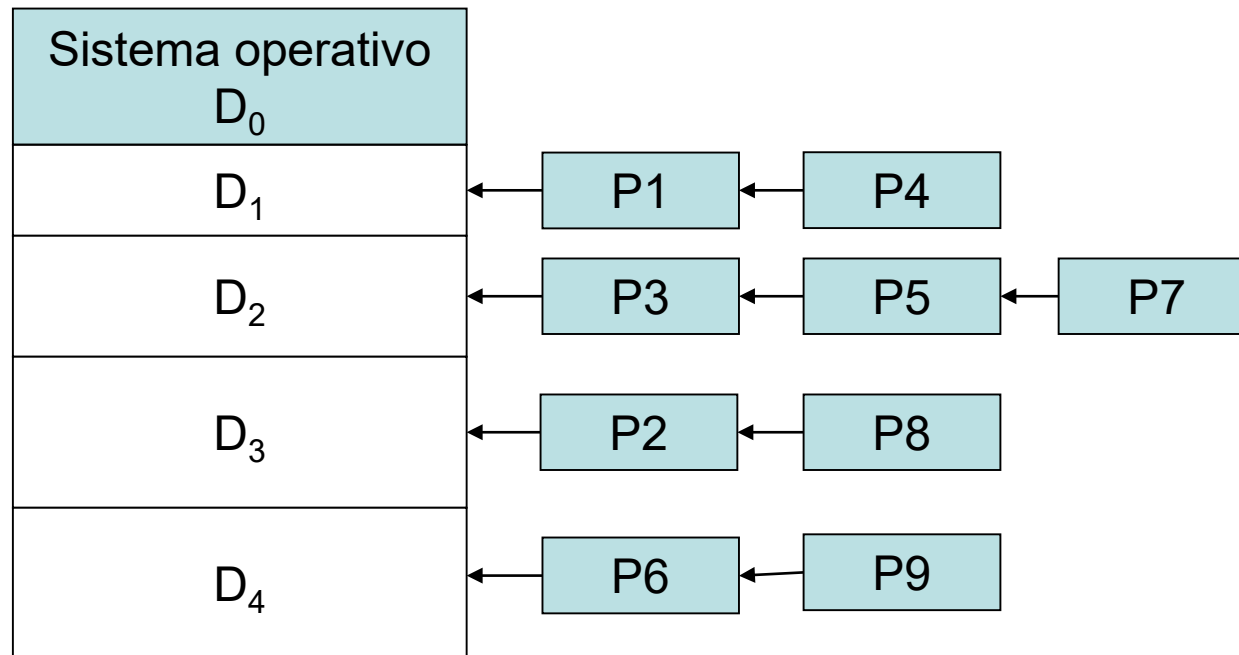 Sistema operativo
D₀
D₁
P1
P4
D₂
P3
P5
P7
D₃
P2
P8
D₄
P6
P9